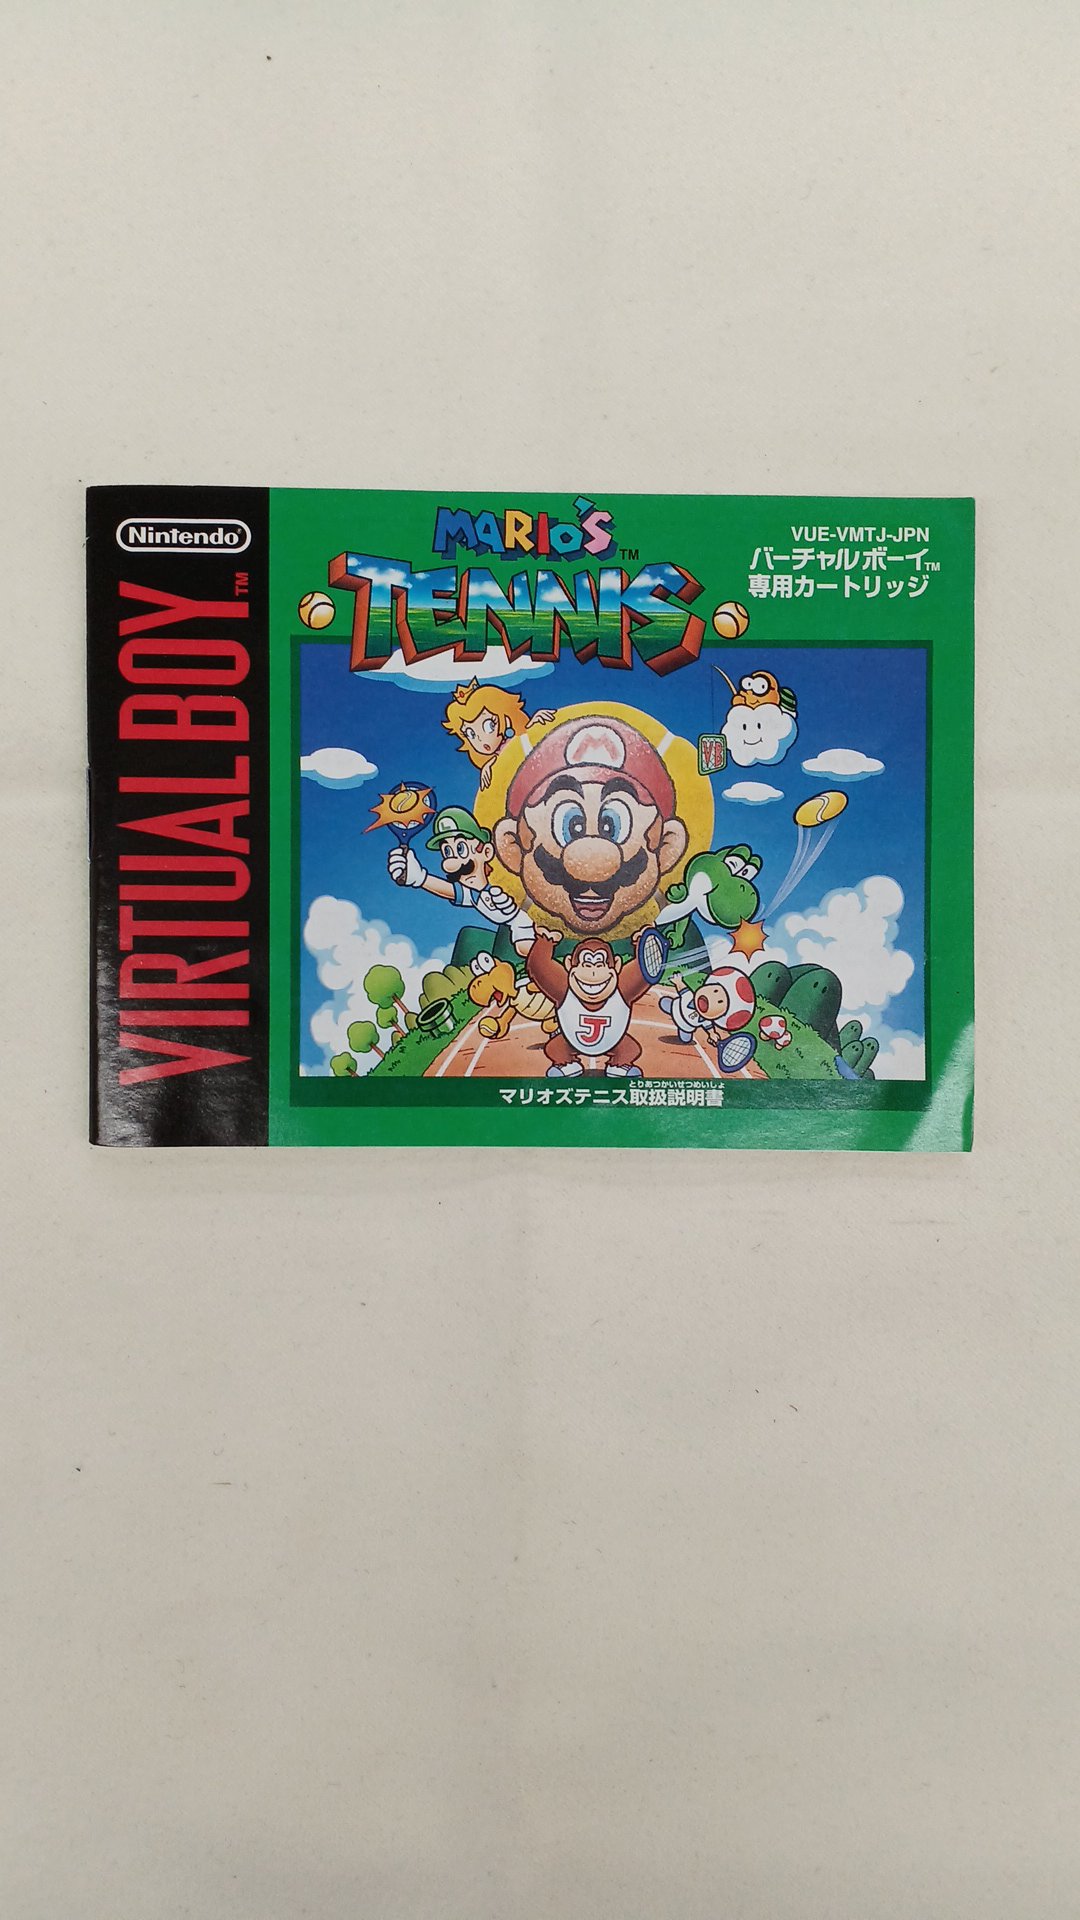 Nintendo®
VIRTUAL BOY™
MARIO'S™
TENNIS
VUE-VMTJ-JPN
バーチャルボーイ™
専用カートリッジ
M
L
VB
J
とりあつかいせつめいしょ
マリオズテニス取扱説明書